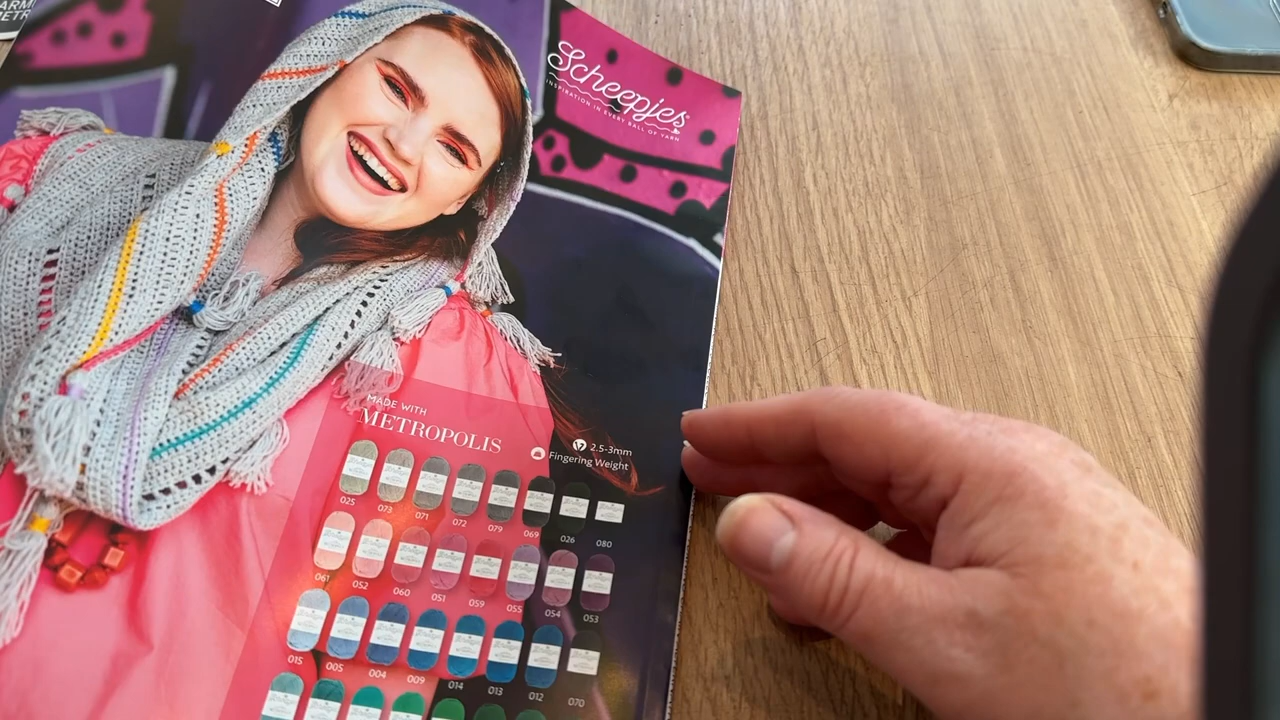 ARM
ETR
Scheepjes®
INSPIRATION IN EVERY BALL OF YARN
MADE WITH
METROPOLIS
2.5-3mm
Fingering Weight
025 073 071 072 079 069 026 080
061 052 060 051 059 055 054 053
015 005 004 009 014 013 012 070